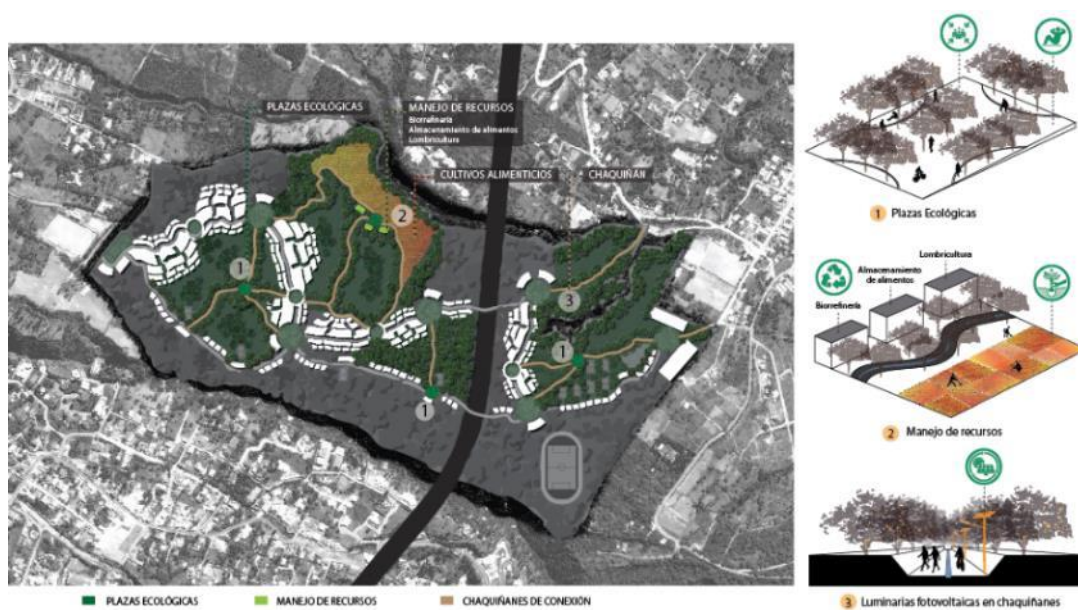 PLAZAS ECOLÓGICAS
MANEJO DE RECURSOS
Biorrefinería
Almacenamiento de alimentos
Lombricultura
CULTIVOS ALIMENTICIOS
CHAQUIÑÁN
1
2
3
1
1
1
PLAZAS ECOLÓGICAS
MANEJO DE RECURSOS
CHAQUIÑANES DE CONEXIÓN
1 Plazas Ecológicas
Lombricultura
Almacenamiento
de alimentos
Biorrefinería
2 Manejo de recursos
3 Luminarias fotovoltaicas en chaquiñanes